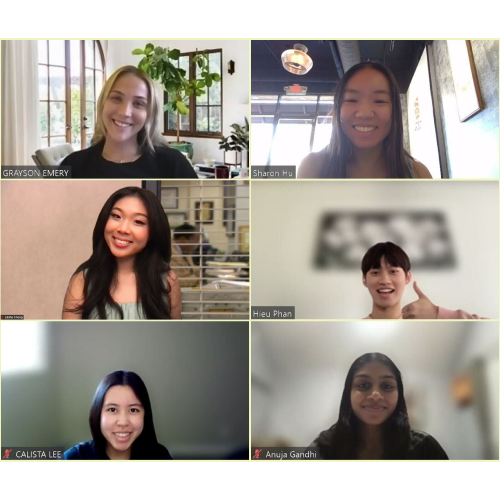 GRAYSON EMERY
Sharon Hu
Hieu Phan
CALISTA LEE
Anuja Gandhi